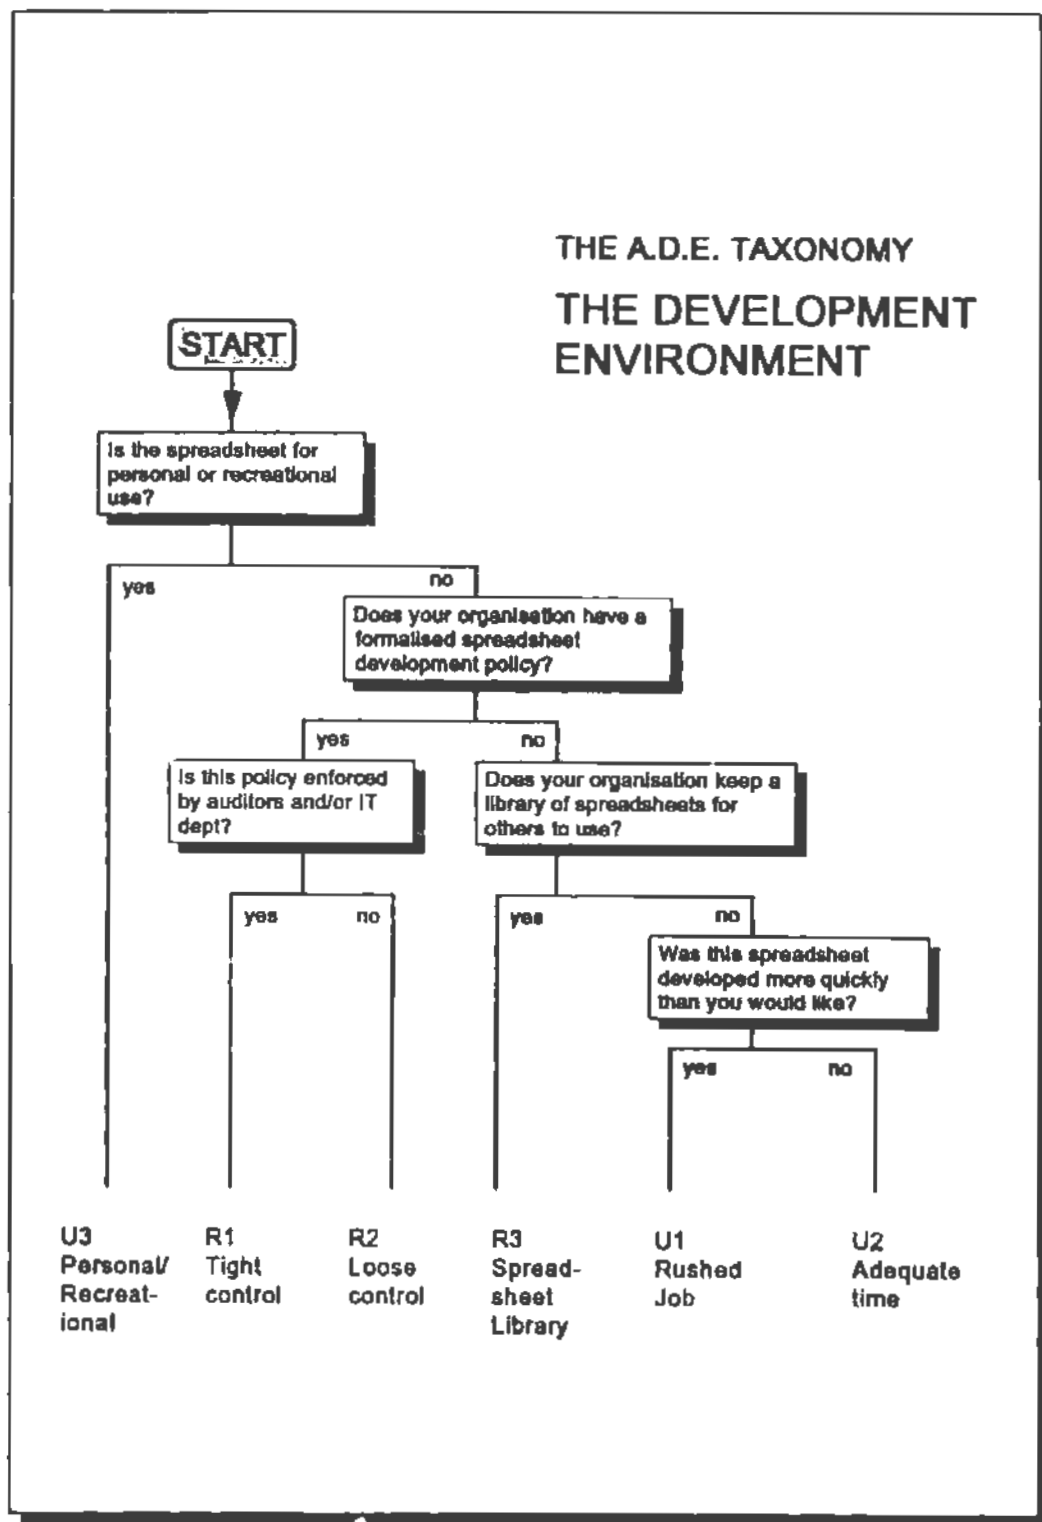 THE A.D.E. TAXONOMY
THE DEVELOPMENT
ENVIRONMENT
START
Is the spreadsheet for
personal or recreational
use?
yes
no
Does your organisation have a
formalised spreadsheet
development policy?
yes
no
Is this policy enforced
by auditors and/or IT
dept?
Does your organisation keep a
library of spreadsheets for
others to use?
yes
no
yes
no
Was this spreadsheet
developed more quickly
than you would like?
yes
no
U3
Personal/
Recreat-
ional
R1
Tight
control
R2
Loose
control
R3
Spread-
sheet
Library
U1
Rushed
Job
U2
Adequate
time